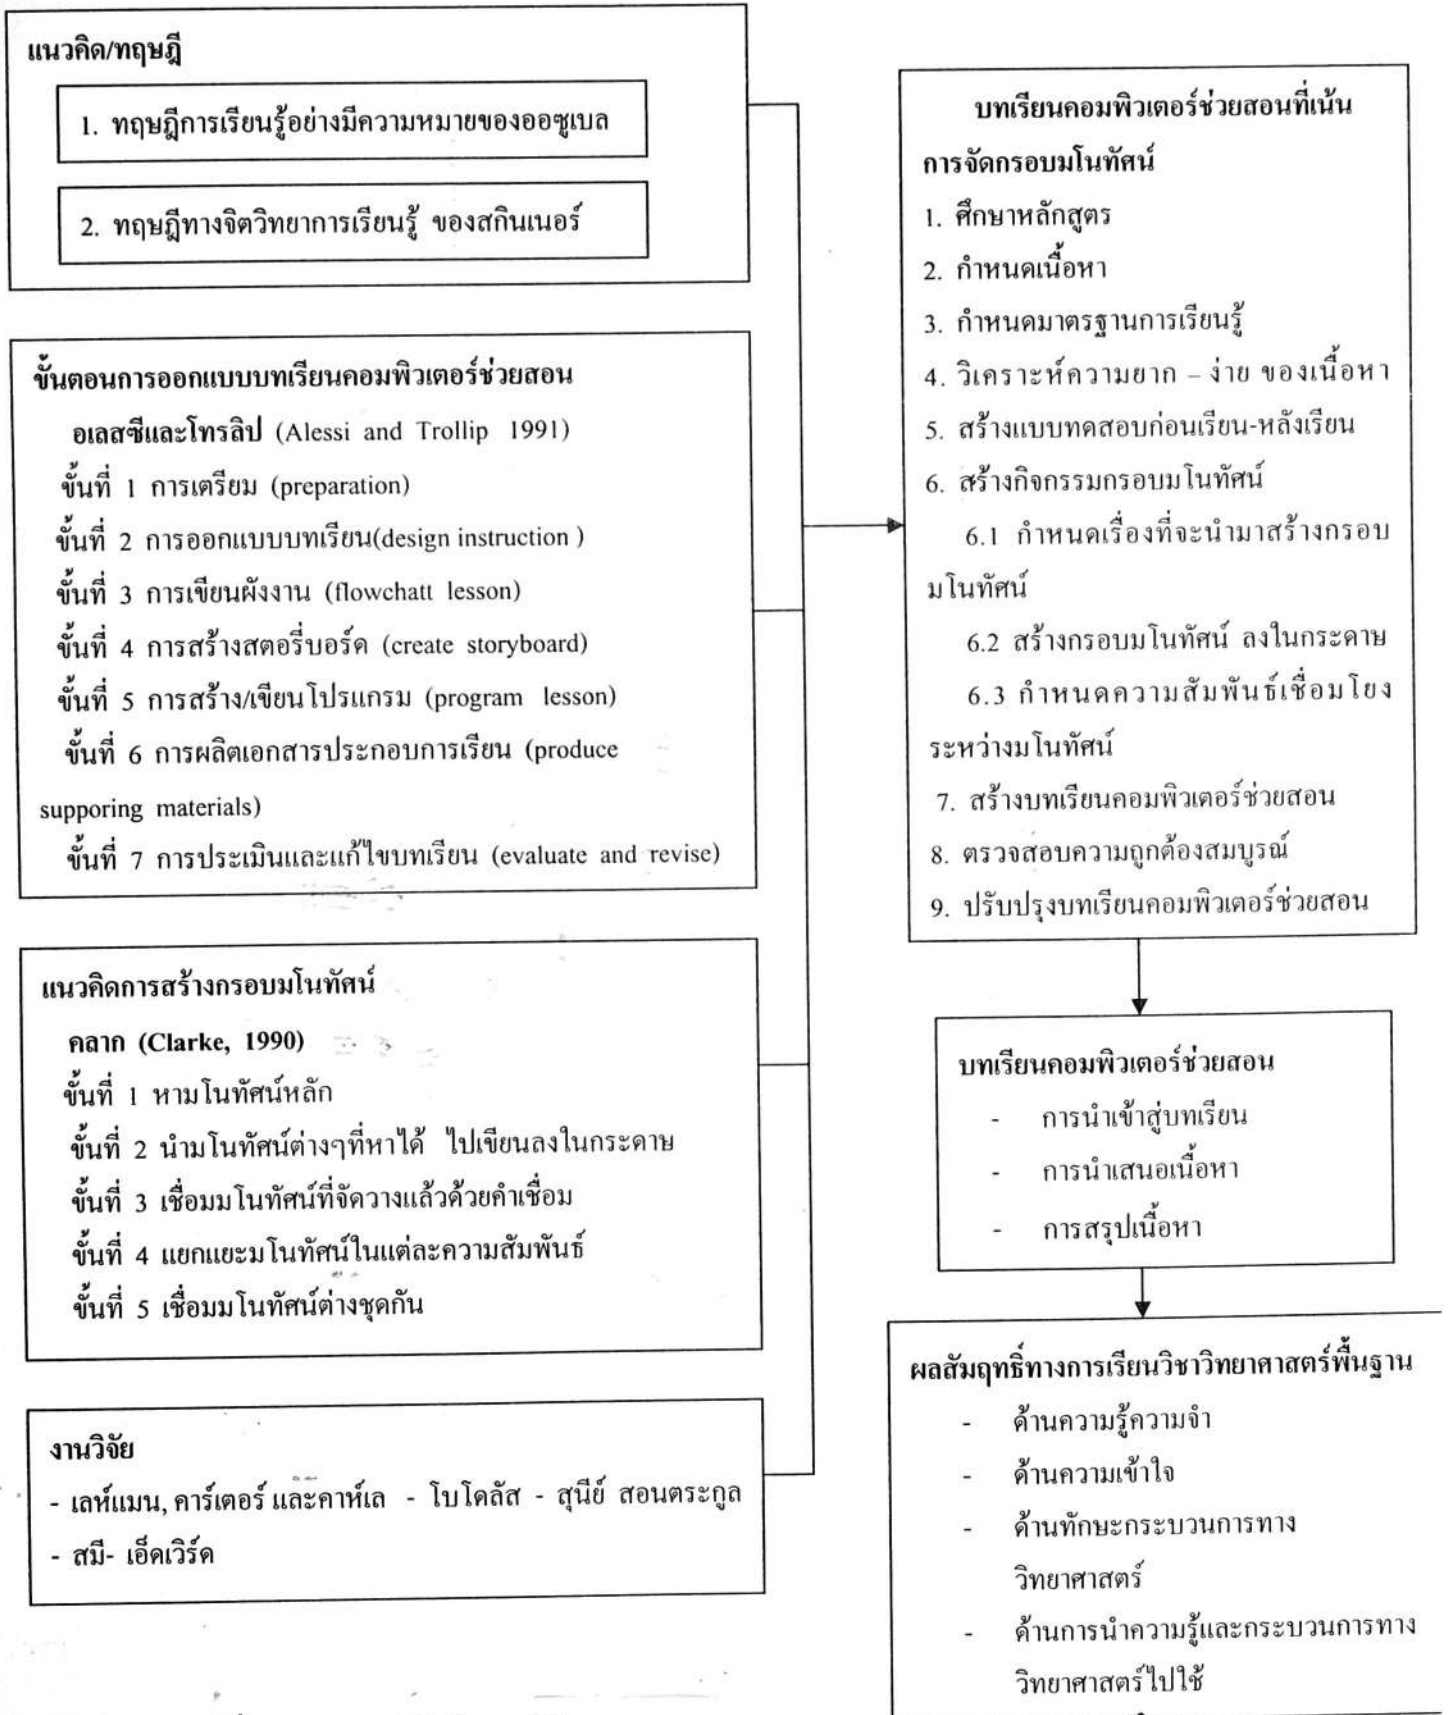 แนวคิด/ทฤษฎี
1. ทฤษฎีการเรียนรู้อย่างมีความหมายของออซูเบล
2. ทฤษฎีทางจิตวิทยาการเรียนรู้ ของสกินเนอร์
ขั้นตอนการออกแบบบทเรียนคอมพิวเตอร์ช่วยสอน
อเลสซีและโทรลิป (Alessi and Trollip 1991)
ขั้นที่ 1 การเตรียม (preparation)
ขั้นที่ 2 การออกแบบบทเรียน(design instruction )
ขั้นที่ 3 การเขียนผังงาน (flowchatt lesson)
ขั้นที่ 4 การสร้างสตอรี่บอร์ด (create storyboard)
ขั้นที่ 5 การสร้าง/เขียนโปรแกรม (program lesson)
ขั้นที่ 6 การผลิตเอกสารประกอบการเรียน (produce
supporing materials)
ขั้นที่ 7 การประเมินและแก้ไขบทเรียน (evaluate and revise)
แนวคิดการสร้างกรอบมโนทัศน์
คลาก (Clarke, 1990)
ขั้นที่ 1 หามโนทัศน์หลัก
ขั้นที่ 2 นำมโนทัศน์ต่างๆที่หาได้ ไปเขียนลงในกระดาษ
ขั้นที่ 3 เชื่อมมโนทัศน์ที่จัดวางแล้วด้วยคำเชื่อม
ขั้นที่ 4 แยกแยะมโนทัศน์ในแต่ละความสัมพันธ์
ขั้นที่ 5 เชื่อมมโนทัศน์ต่างชุดกัน
งานวิจัย
- เลห์แมน, คาร์เตอร์ และคาห์เล - โบโดลัส - สุนีย์ สอนตระกูล
- สมี- เอ็ดเวิร์ด
บทเรียนคอมพิวเตอร์ช่วยสอนที่เน้น
การจัดกรอบมโนทัศน์
1. ศึกษาหลักสูตร
2. กำหนดเนื้อหา
3. กำหนดมาตรฐานการเรียนรู้
4. วิเคราะห์ความยาก – ง่าย ของเนื้อหา
5. สร้างแบบทดสอบก่อนเรียน-หลังเรียน
6. สร้างกิจกรรมกรอบมโนทัศน์
6.1 กำหนดเรื่องที่จะนำมาสร้างกรอบ
มโนทัศน์
6.2 สร้างกรอบมโนทัศน์ ลงในกระดาษ
6.3 กำหนดความสัมพันธ์เชื่อมโยง
ระหว่างมโนทัศน์
7. สร้างบทเรียนคอมพิวเตอร์ช่วยสอน
8. ตรวจสอบความถูกต้องสมบูรณ์
9. ปรับปรุงบทเรียนคอมพิวเตอร์ช่วยสอน
บทเรียนคอมพิวเตอร์ช่วยสอน
- การนำเข้าสู่บทเรียน
- การนำเสนอเนื้อหา
- การสรุปเนื้อหา
ผลสัมฤทธิ์ทางการเรียนวิชาวิทยาศาสตร์พื้นฐาน
- ด้านความรู้ความจำ
- ด้านความเข้าใจ
- ด้านทักษะกระบวนการทาง
วิทยาศาสตร์
- ด้านการนำความรู้และกระบวนการทาง
วิทยาศาสตร์ไปใช้